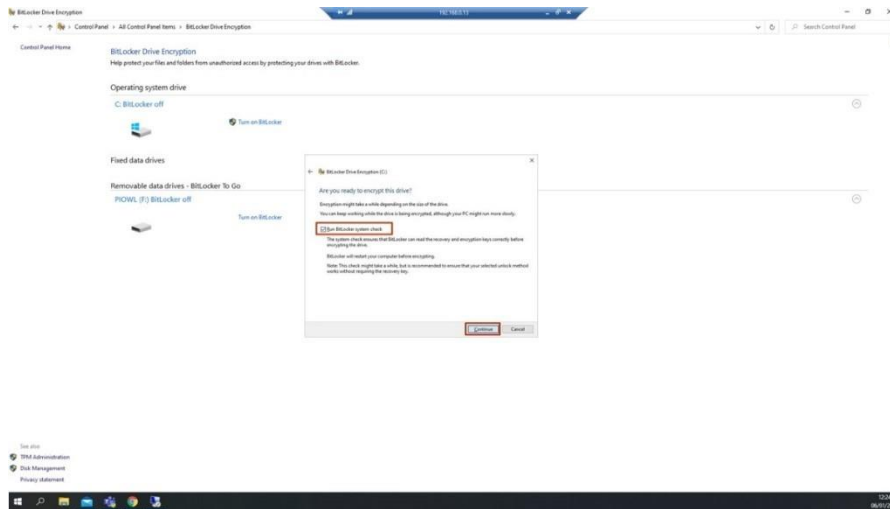 BitLocker Drive Encryption
192.168.0.13
Control Panel > All Control Panel Items > BitLocker Drive Encryption
Search Control Panel
Control Panel Home
BitLocker Drive Encryption
Help protect your files and folders from unauthorized access by protecting your drives with BitLocker.
Operating system drive
C: BitLocker off
Turn on BitLocker
Fixed data drives
Removable data drives - BitLocker To Go
PIOWL (F:) BitLocker off
Turn on BitLocker
BitLocker Drive Encryption (C:)
Are you ready to encrypt this drive?
Encryption might take a while depending on the size of the drive.
You can keep working while the drive is being encrypted, although your PC might run more slowly.
Run BitLocker system check
The system check ensures that BitLocker can read the recovery and encryption keys correctly before
encrypting the drive.
BitLocker will restart your computer before encrypting.
Note: This check might take a while, but is recommended to ensure that your selected unlock method
works without requiring the recovery key.
Continue
Cancel
See also
TPM Administration
Disk Management
Privacy statement